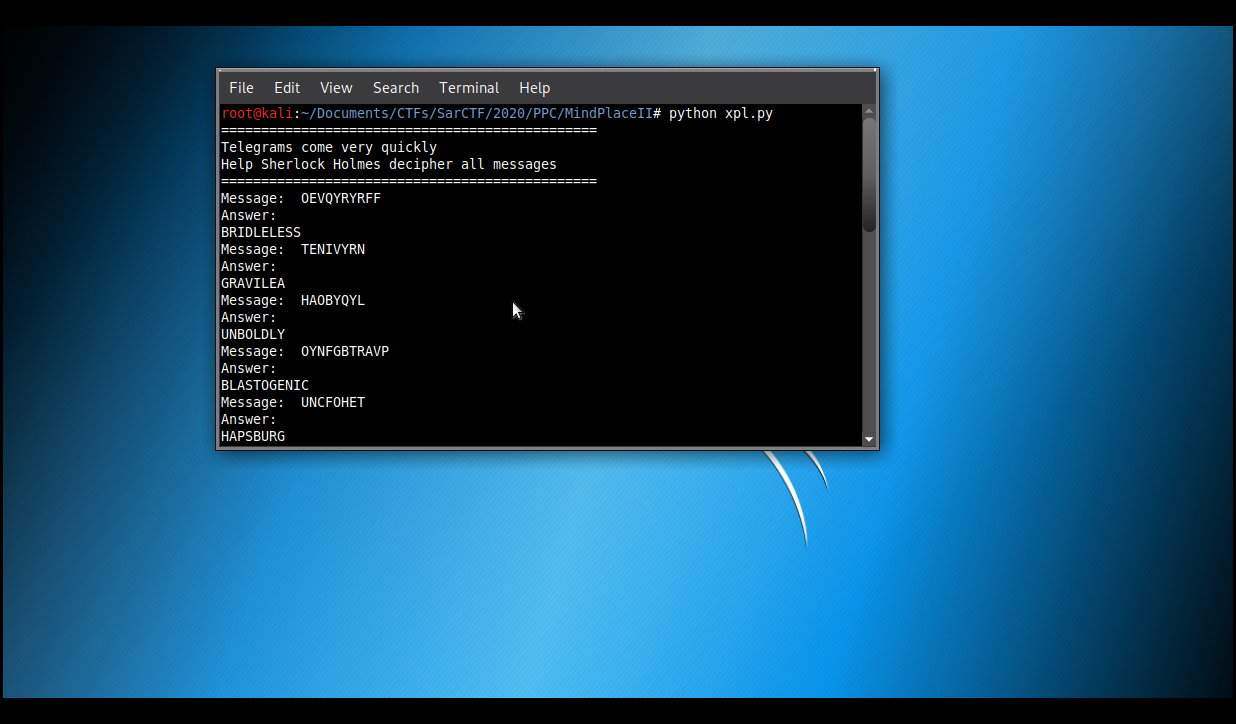 File Edit View Search Terminal Help
root@kali:~/Documents/CTFs/SarCTF/2020/PPC/MindPlaceII# python xpl.py
===============================================
Telegrams come very quickly
Help Sherlock Holmes decipher all messages
===============================================
Message:  OEVQYRYRFF
Answer:
BRIDLELESS
Message:  TENIVYRN
Answer:
GRAVILEA
Message:  HAOBYQYL
Answer:
UNBOLDLY
Message:  OYNFGBTRAVP
Answer:
BLASTOGENIC
Message:  UNCFOHET
Answer:
HAPSBURG